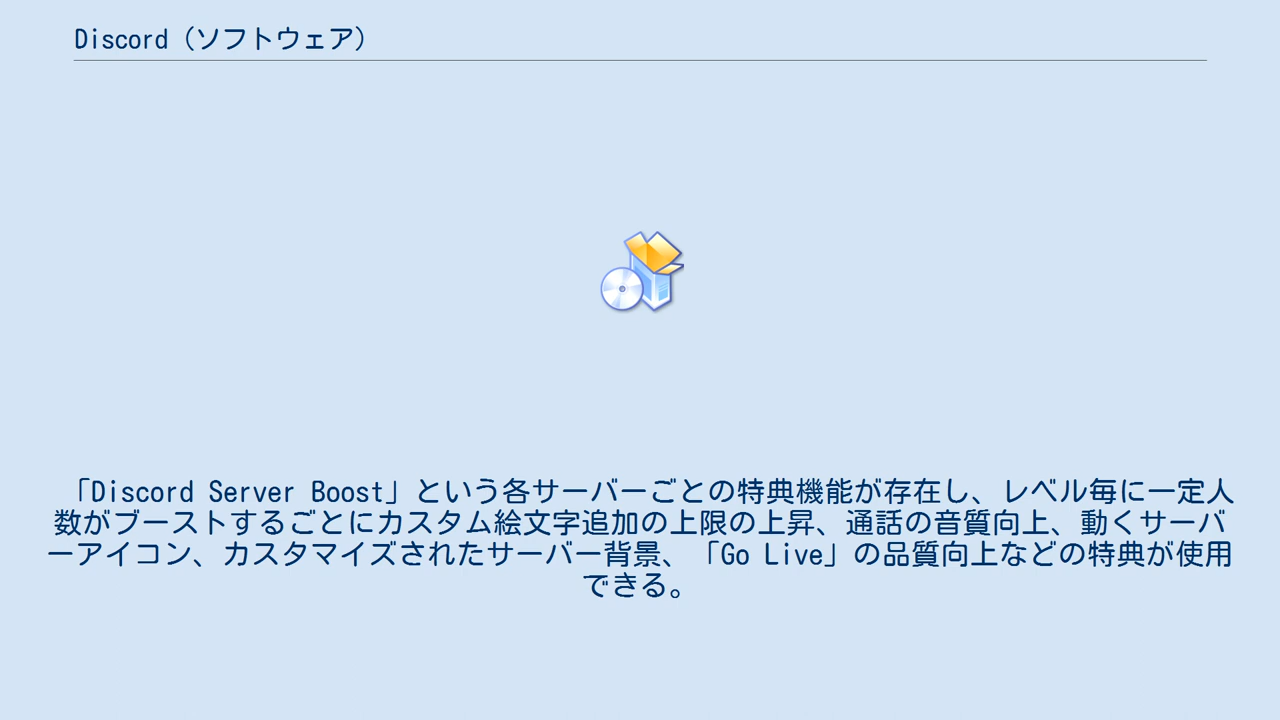 Discord（ソフトウェア）
「Discord Server Boost」という各サーバーごとの特典機能が存在し、レベル毎に一定人
数がブーストするごとにカスタム絵文字追加の上限の上昇、通話の音質向上、動くサーバ
ーアイコン、カスタマイズされたサーバー背景、「Go Live」の品質向上などの特典が使用
できる。